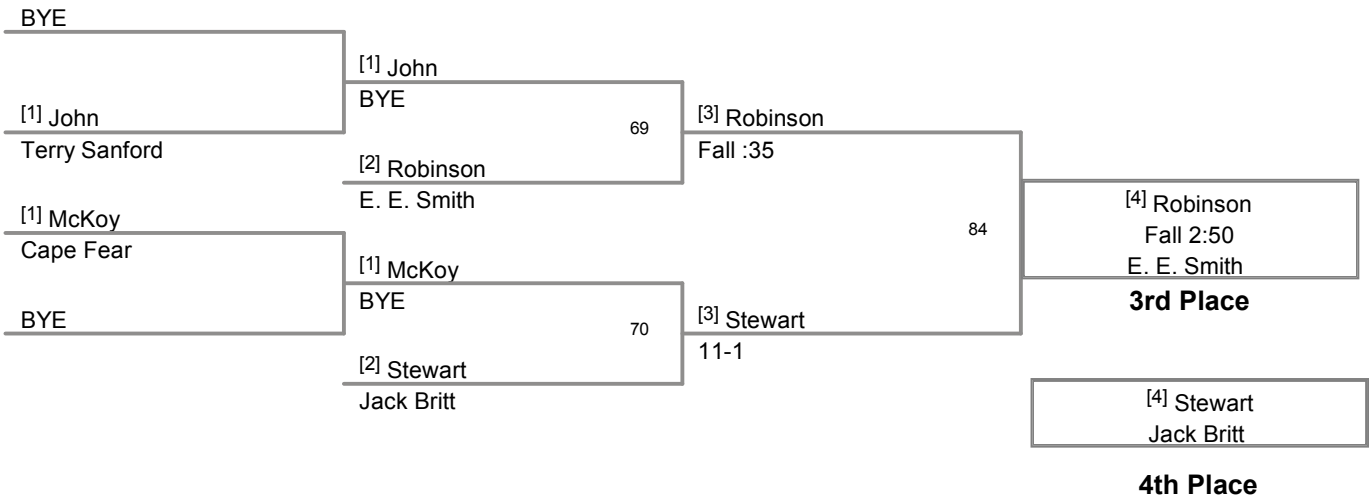 BYE
[1] John
Terry Sanford
[1] McKoy
Cape Fear
BYE
[1] John
BYE
69
[2] Robinson
E. E. Smith
[1] McKoy
BYE
70
[2] Stewart
Jack Britt
[3] Robinson
Fall :35
84
[3] Stewart
11-1
[4] Robinson
Fall 2:50
E. E. Smith
3rd Place
[4] Stewart
Jack Britt
4th Place